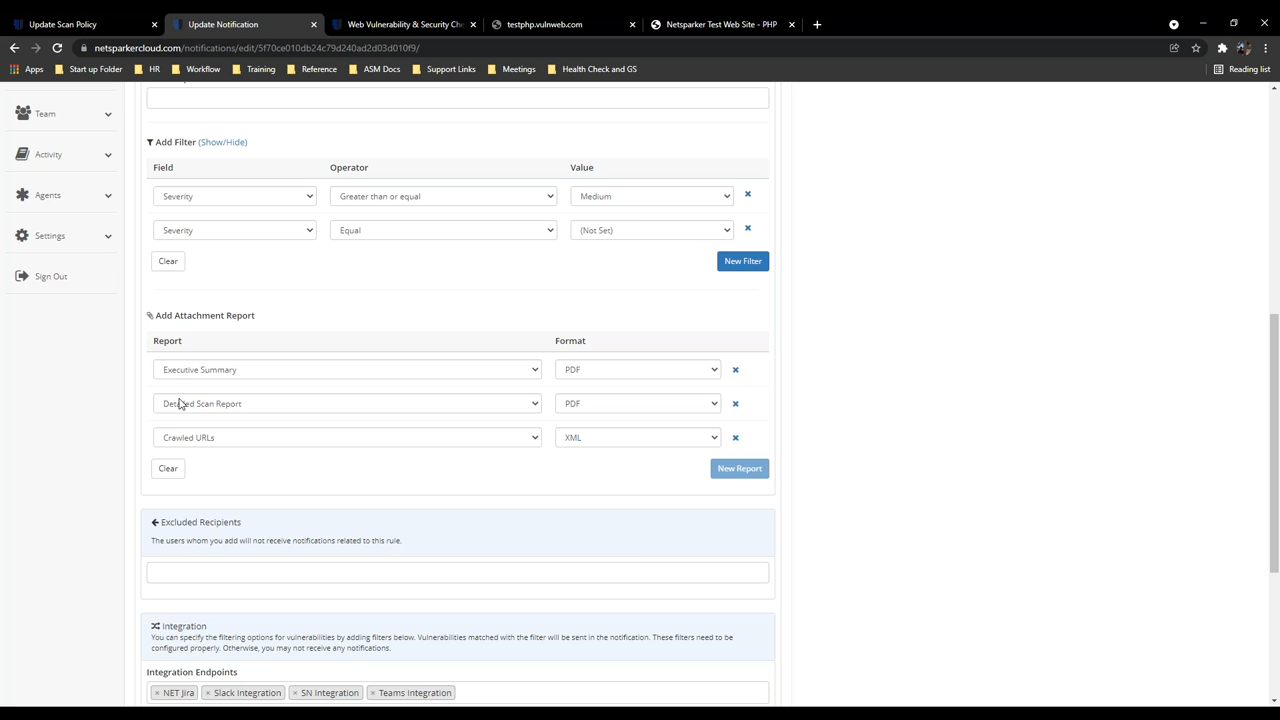 Update Scan Policy
Update Notification
Web Vulnerability & Security Che
testphp.vulnweb.com
Netsparker Test Web Site - PHP
netsparkercloud.com/notifications/edit/5f70ce010db24c79d240ad2d03d010f9/
Apps
Start up Folder
HR
Workflow
Training
Reference
ASM Docs
Support Links
Meetings
Health Check and GS
Reading list
Team
Activity
Agents
Settings
Sign Out
Add Filter (Show/Hide)
Field Operator Value
Severity Greater than or equal Medium
Severity Equal (Not Set)
Clear New Filter
Add Attachment Report
Report Format
Executive Summary PDF
Detailed Scan Report PDF
Crawled URLs XML
Clear New Report
Excluded Recipients
The users whom you add will not receive notifications related to this rule.
Integration
You can specify the filtering options for vulnerabilities by adding filters below. Vulnerabilities matched with the filter will be sent in the notification. These filters need to be
configured properly. Otherwise, you may not receive any notifications.
Integration Endpoints
× NET Jira × Slack Integration × SN Integration × Teams Integration